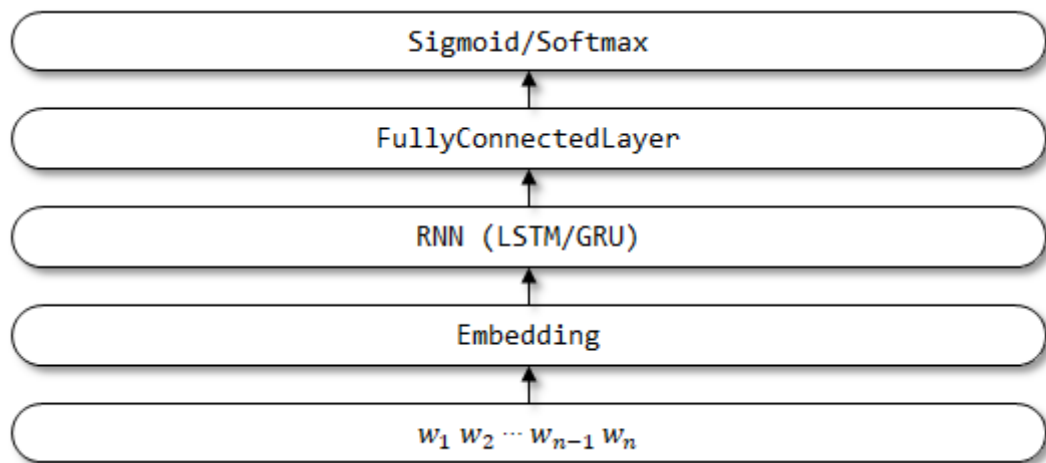 Sigmoid/Softmax
FullyConnectedLayer
RNN (LSTM/GRU)
Embedding
w₁ w₂ ⋯ wₙ₋₁ wₙ